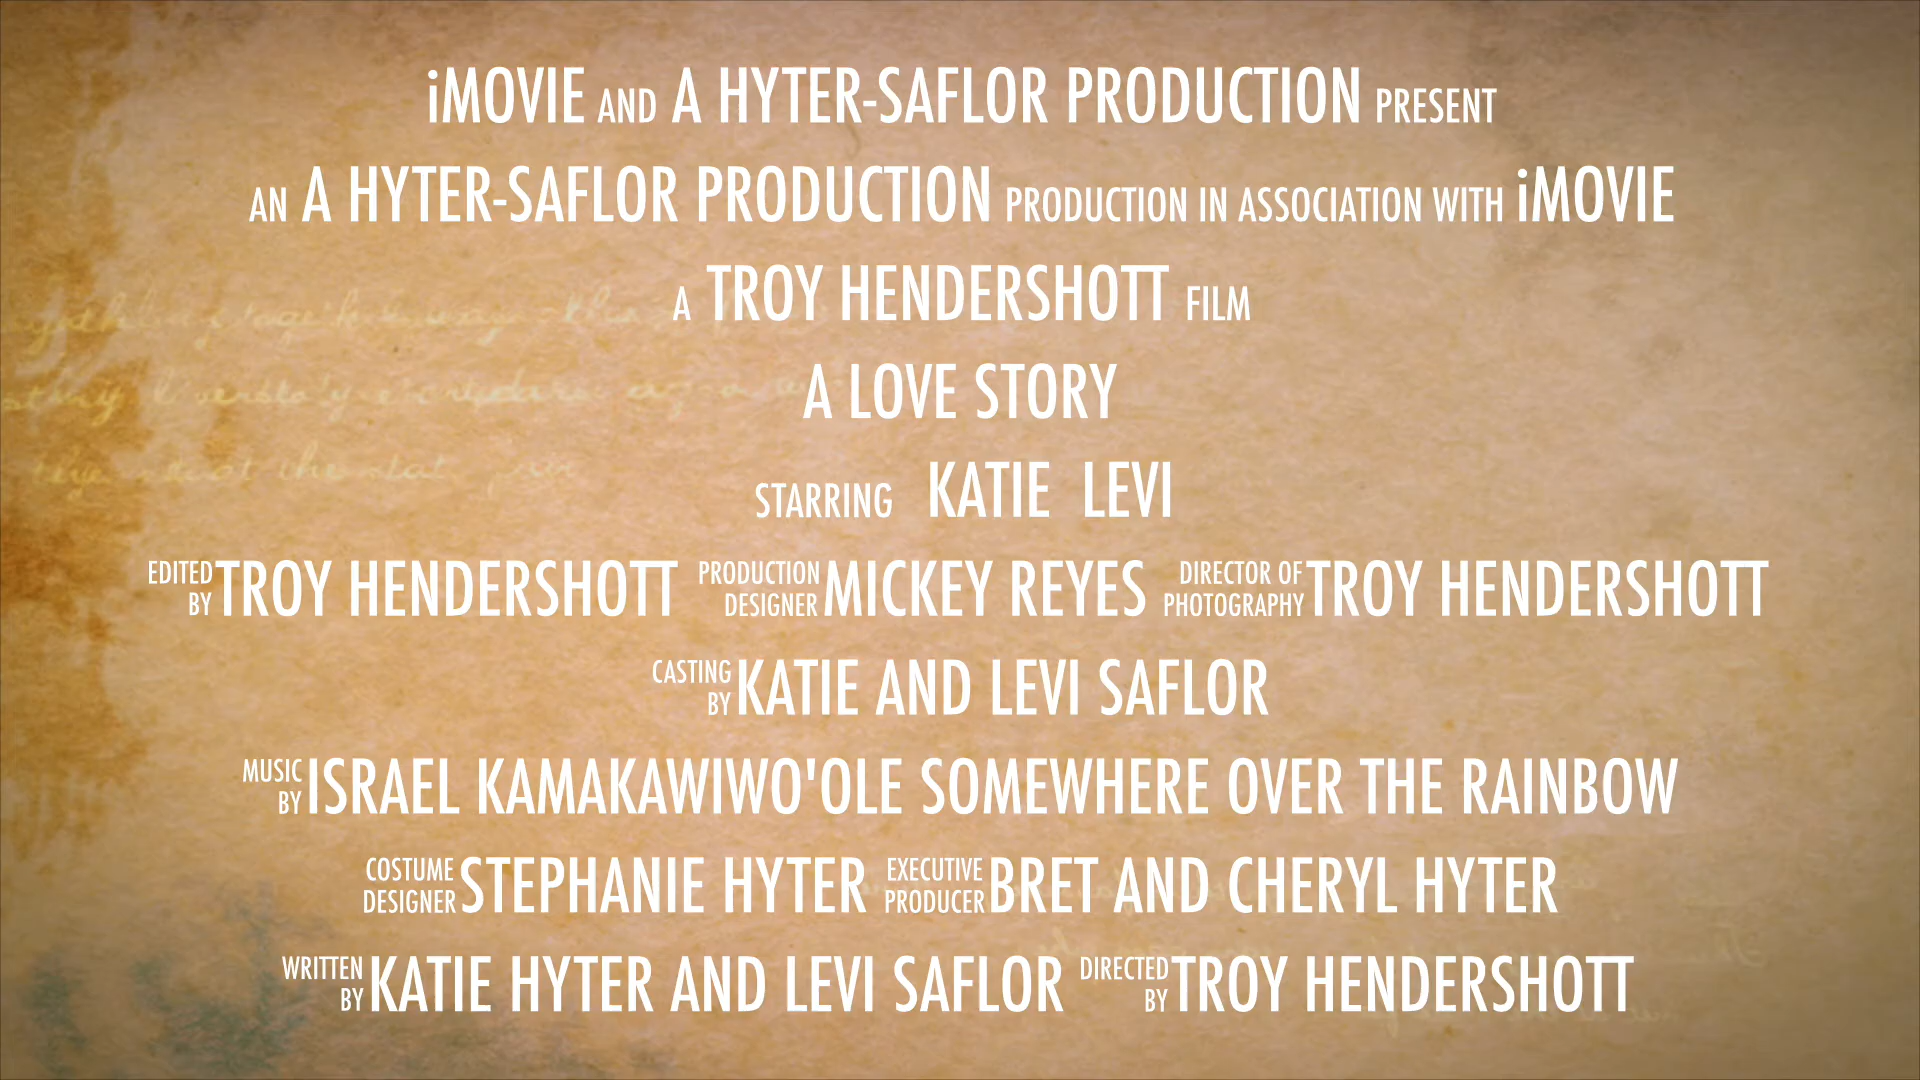 iMOVIE AND A HYTER-SAFLOR PRODUCTION PRESENT
AN A HYTER-SAFLOR PRODUCTION PRODUCTION IN ASSOCIATION WITH iMOVIE
A TROY HENDERSHOTT FILM
A LOVE STORY
STARRING KATIE LEVI
EDITED BY TROY HENDERSHOTT PRODUCTION DESIGNER MICKEY REYES DIRECTOR OF PHOTOGRAPHY TROY HENDERSHOTT
CASTING BY KATIE AND LEVI SAFLOR
MUSIC BY ISRAEL KAMAKAWIWO'OLE SOMEWHERE OVER THE RAINBOW
COSTUME DESIGNER STEPHANIE HYTER EXECUTIVE PRODUCER BRET AND CHERYL HYTER
WRITTEN BY KATIE HYTER AND LEVI SAFLOR DIRECTED BY TROY HENDERSHOTT